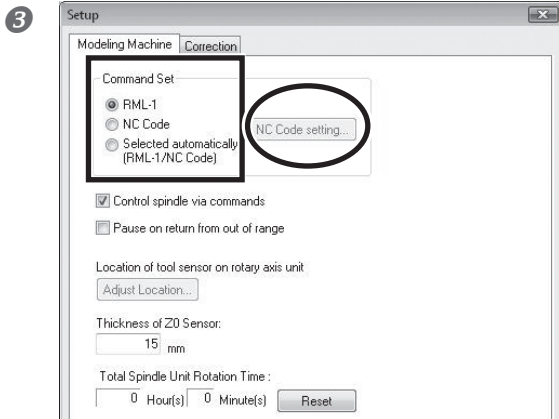 3
Setup
Modeling Machine Correction
Command Set
RML-1
NC Code
NC Code setting...
Selected automatically
(RML-1/NC Code)
Control spindle via commands
Pause on return from out of range
Location of tool sensor on rotary axis unit
Adjust Location...
Thickness of Z0 Sensor:
15 mm
Total Spindle Unit Rotation Time :
0 Hour(s) 0 Minute(s) Reset